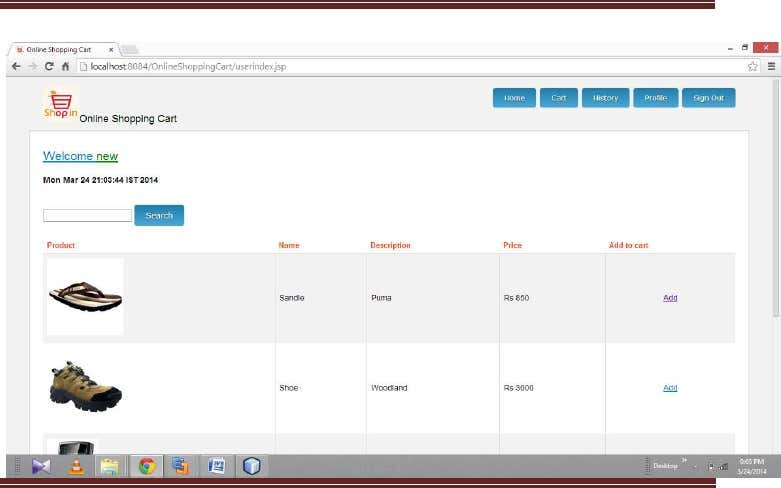 Online Shopping Cart
localhost:8084/OnlineShoppingCart/userindex.jsp
Shop in
Online Shopping Cart
Home Cart History Profile Sign Out
Welcome new
Mon Mar 24 21:03:44 IST 2014
Search
Product Name Description Price Add to cart
Sandle Puma Rs 850 Add
Shoe Woodland Rs 3000 Add
Desktop
9:03 PM
3/24/2014